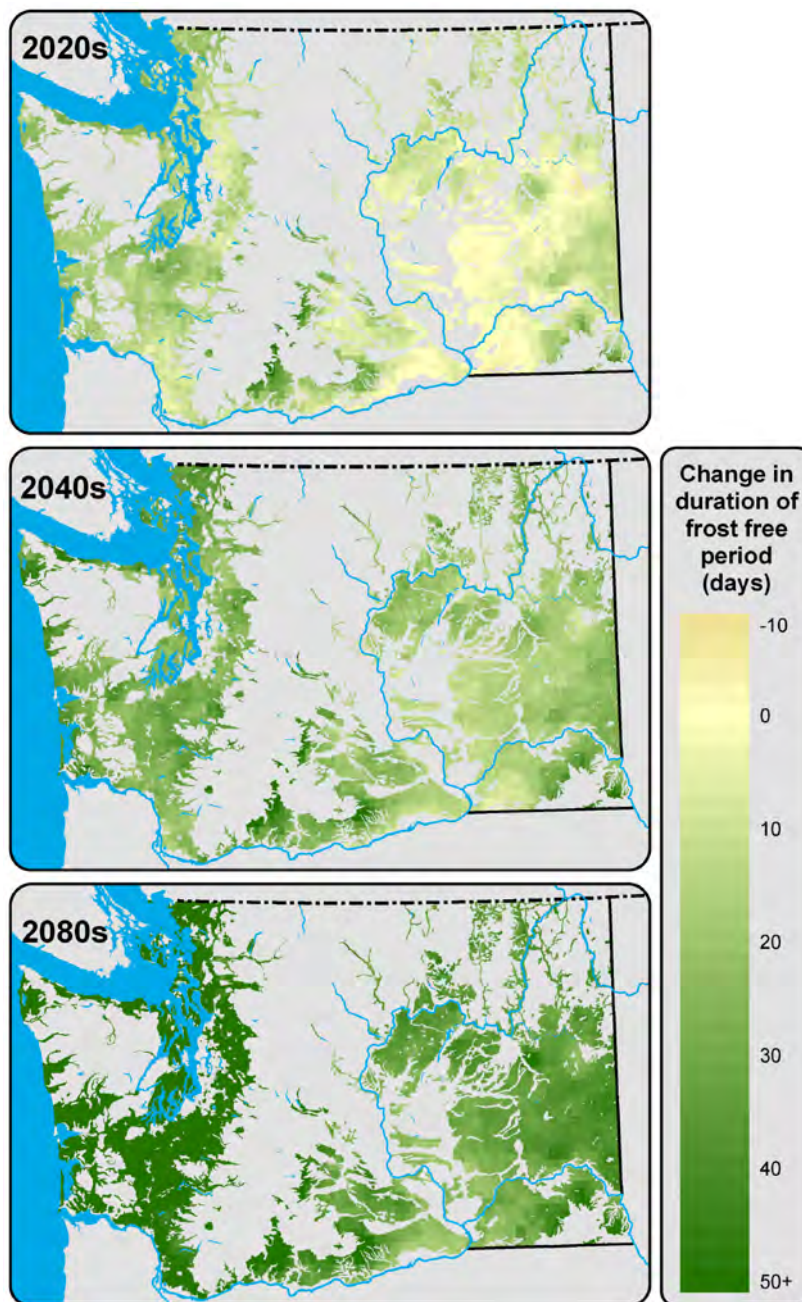 2020s
2040s
Change in
duration of
frost free
period
(days)
-10
0
10
20
30
40
50+
2080s